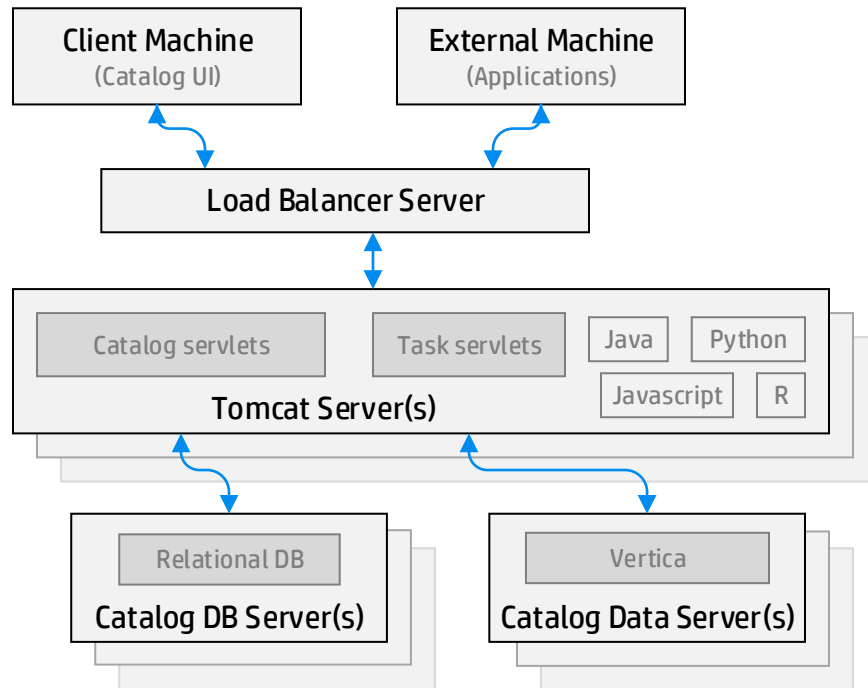 Client Machine
(Catalog UI)
External Machine
(Applications)
Load Balancer Server
Catalog servlets
Task servlets
Java
Python
Javascript
R
Tomcat Server(s)
Relational DB
Catalog DB Server(s)
Vertica
Catalog Data Server(s)